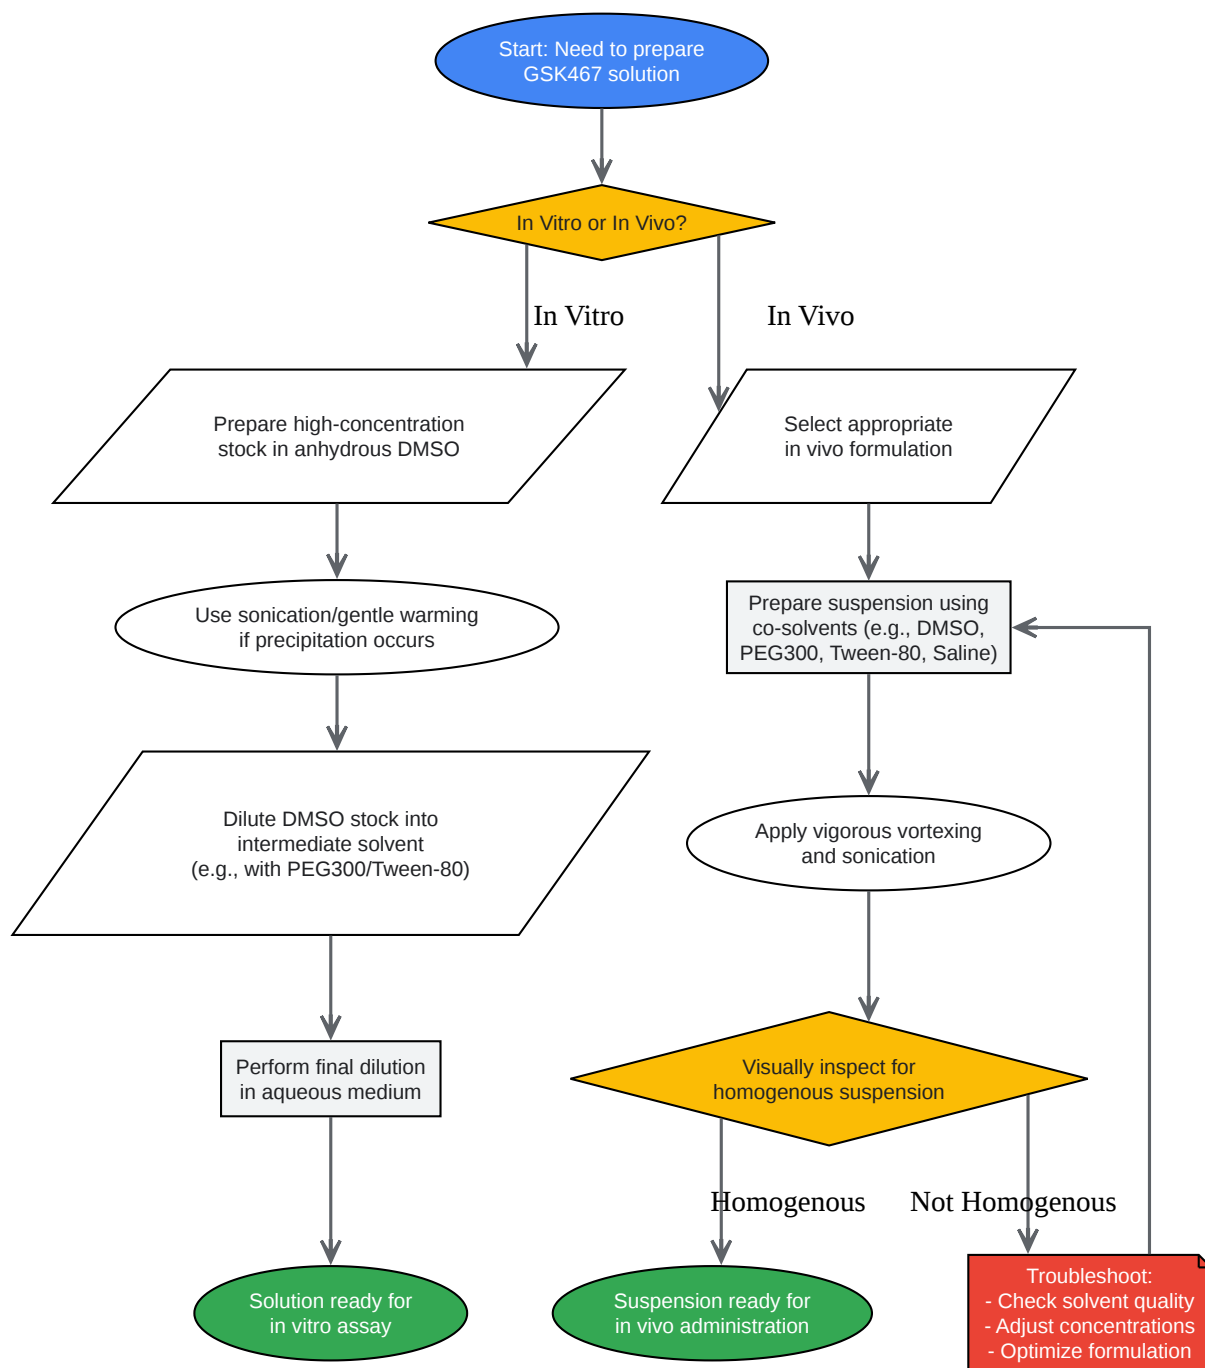 Start: Need to prepare
GSK467 solution
In Vitro or In Vivo?
In Vitro
In Vivo
Prepare high-concentration
stock in anhydrous DMSO
Select appropriate
in vivo formulation
Use sonication/gentle warming
if precipitation occurs
Prepare suspension using
co-solvents (e.g., DMSO,
PEG300, Tween-80, Saline)
Dilute DMSO stock into
intermediate solvent
(e.g., with PEG300/Tween-80)
Apply vigorous vortexing
and sonication
Perform final dilution
in aqueous medium
Visually inspect for
homogenous suspension
Homogenous
Not Homogenous
Solution ready for
in vitro assay
Suspension ready for
in vivo administration
Troubleshoot:
- Check solvent quality
- Adjust concentrations
- Optimize formulation